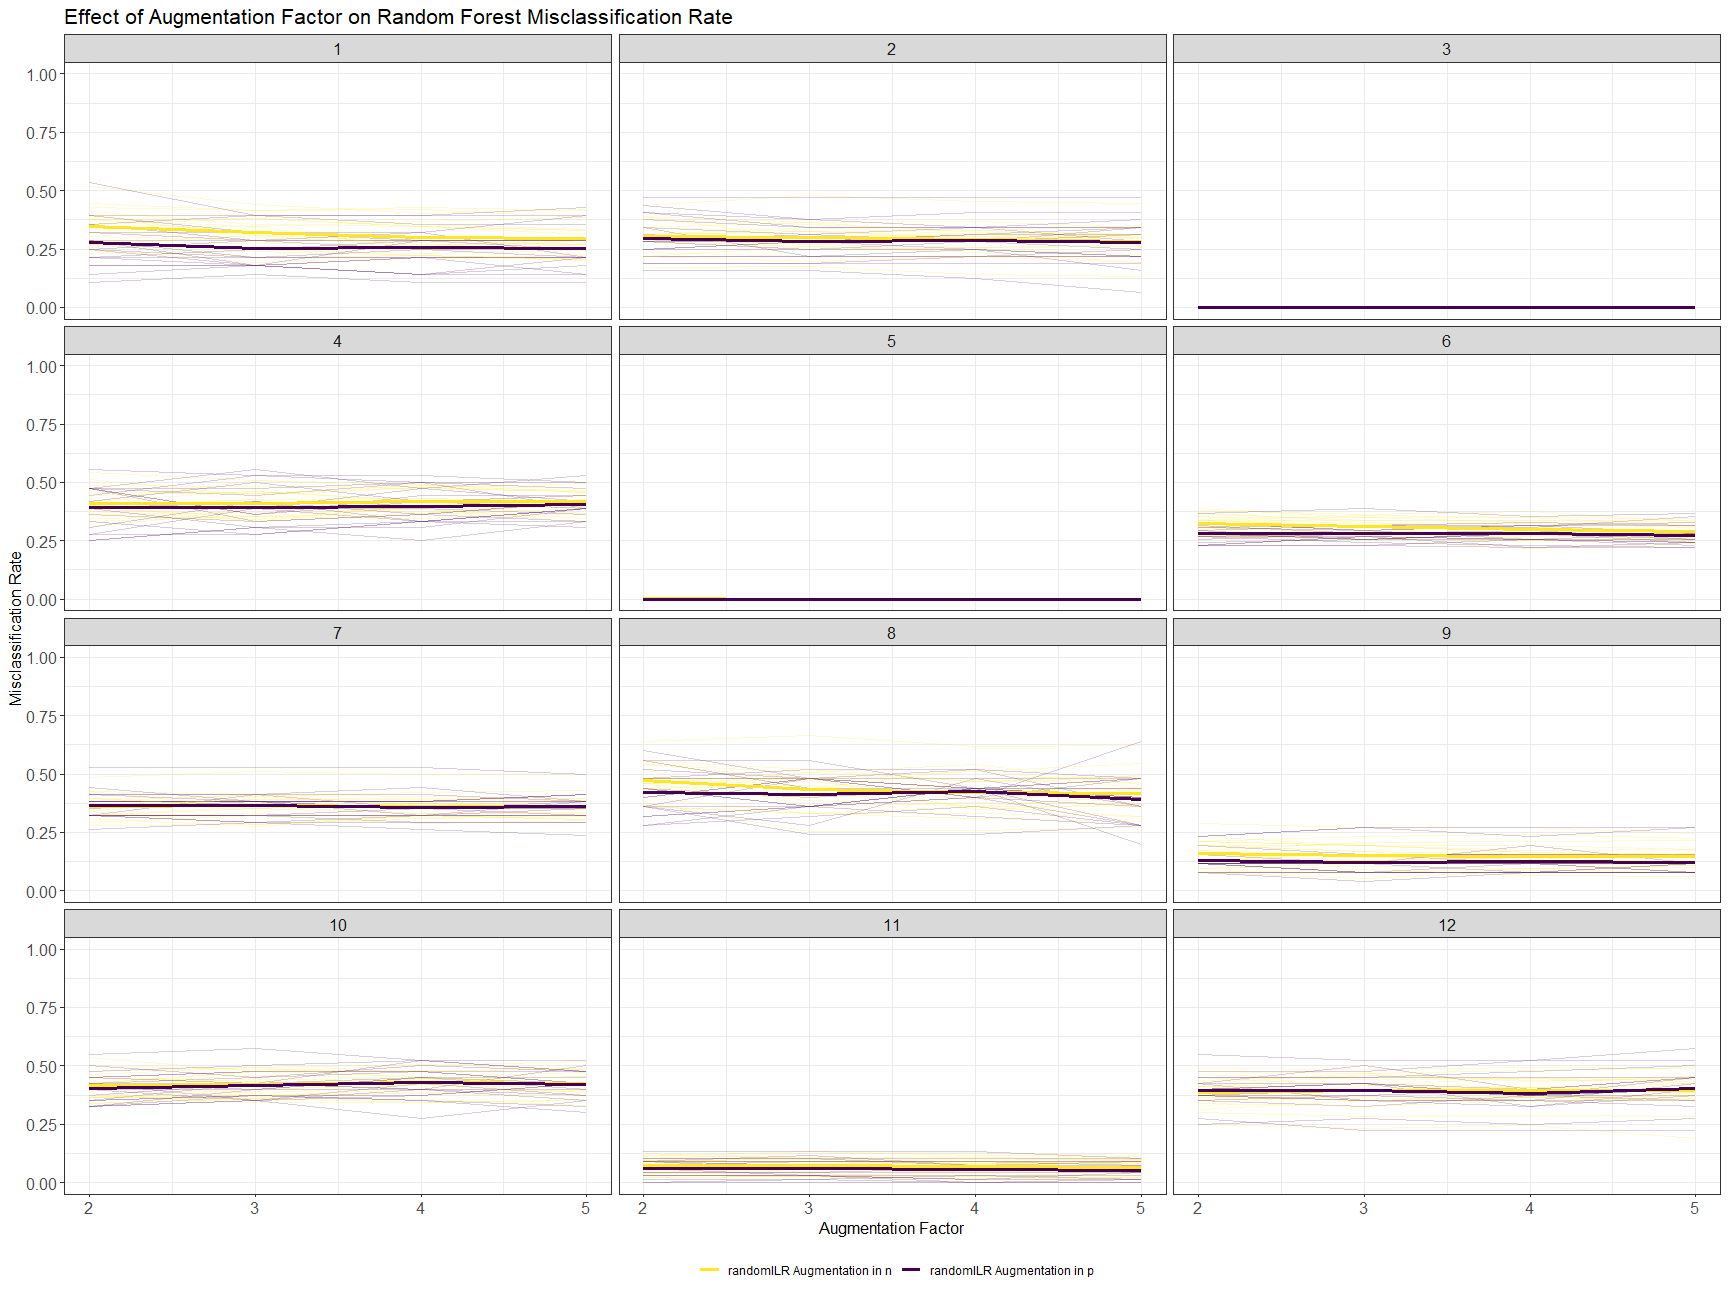 Effect of Augmentation Factor on Random Forest Misclassification Rate
1 2 3
1.00
0.75
0.50
0.25
0.00
4 5 6
1.00
0.75
0.50
0.25
0.00
Misclassification Rate
7 8 9
1.00
0.75
0.50
0.25
0.00
10 11 12
1.00
0.75
0.50
0.25
0.00
2 3 4 5 2 3 4 5 2 3 4 5
Augmentation Factor
randomILR Augmentation in n randomILR Augmentation in p